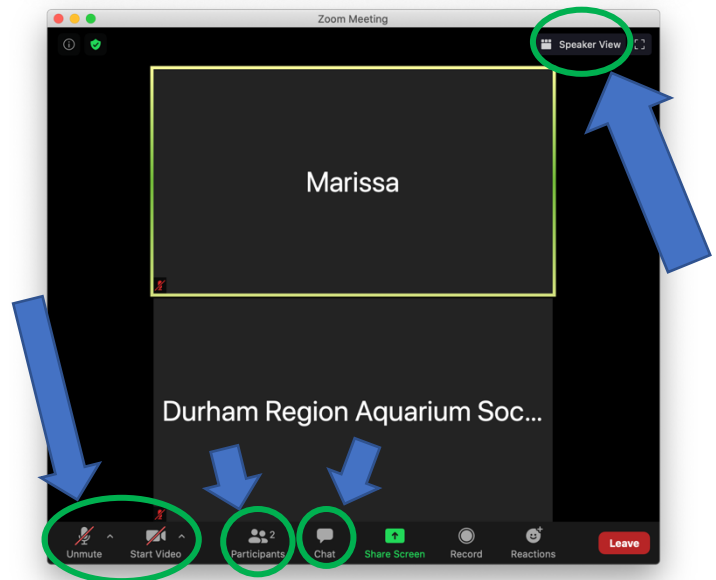 Zoom Meeting
Speaker View
Marissa
Durham Region Aquarium Soc...
2
Unmute Start Video Participants Chat Share Screen Record Reactions Leave